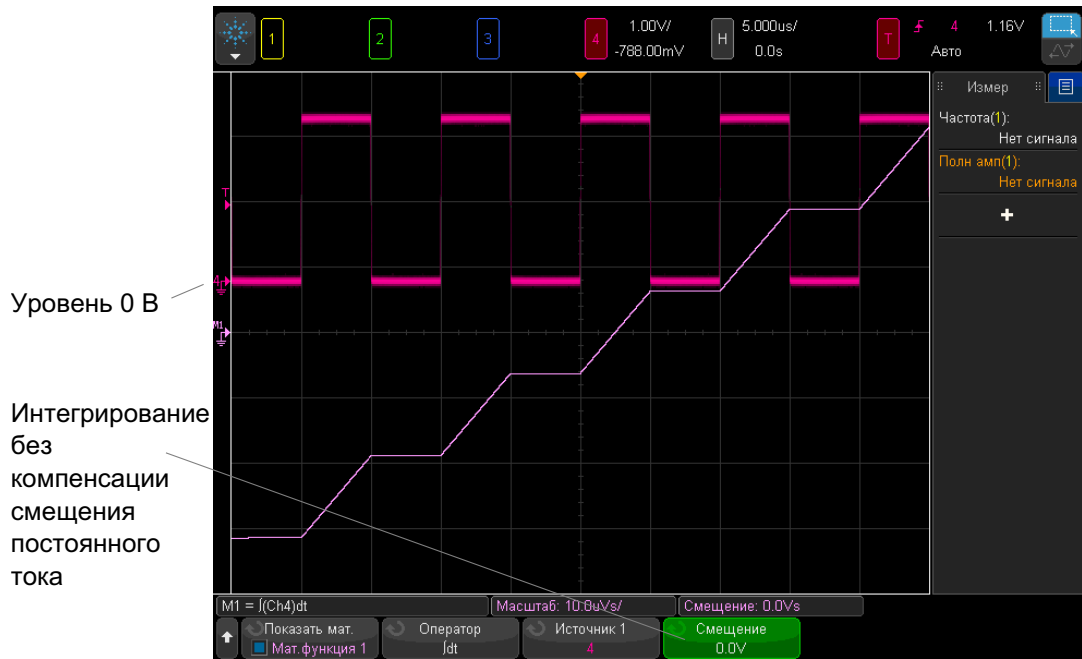 1
2
3
4
1.00V/
-788.00mV
H
5.000us/
0.0s
T
4
1.16V
Авто
Измер
Частота(1):
Нет сигнала
Полн амп(1):
Нет сигнала
T
4
M1
Уровень 0 В
Интегрирование
без
компенсации
смещения
постоянного
тока
M1 = ∫(Ch4)dt
Масштаб: 10.0uVs/
Смещение: 0.0Vs
Показать мат.
Мат.функция 1
Оператор
∫dt
Источник 1
4
Смещение
0.0V